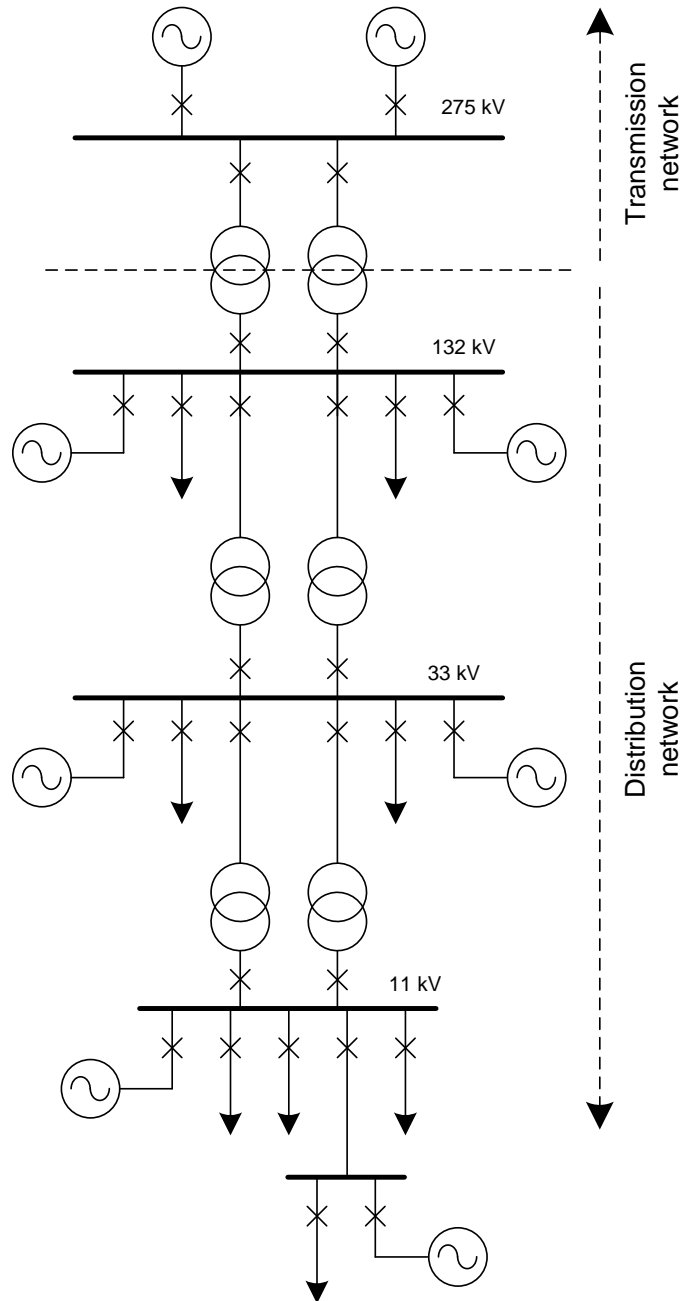 275 kV
Transmission
network
132 kV
33 kV
Distribution
network
11 kV